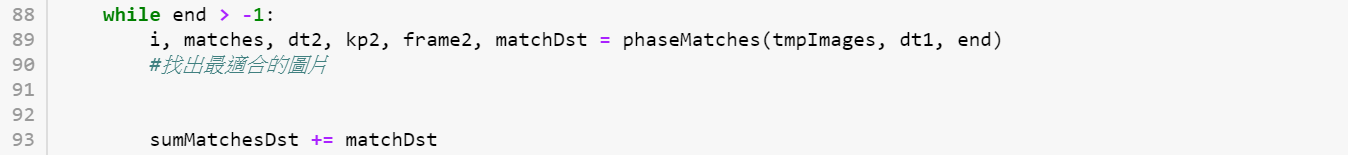 88 while end > -1:
89 i, matches, dt2, kp2, frame2, matchDst = phaseMatches(tmpImages, dt1, end)
90 #找出最適合的圖片
91
92
93 sumMatchesDst += matchDst